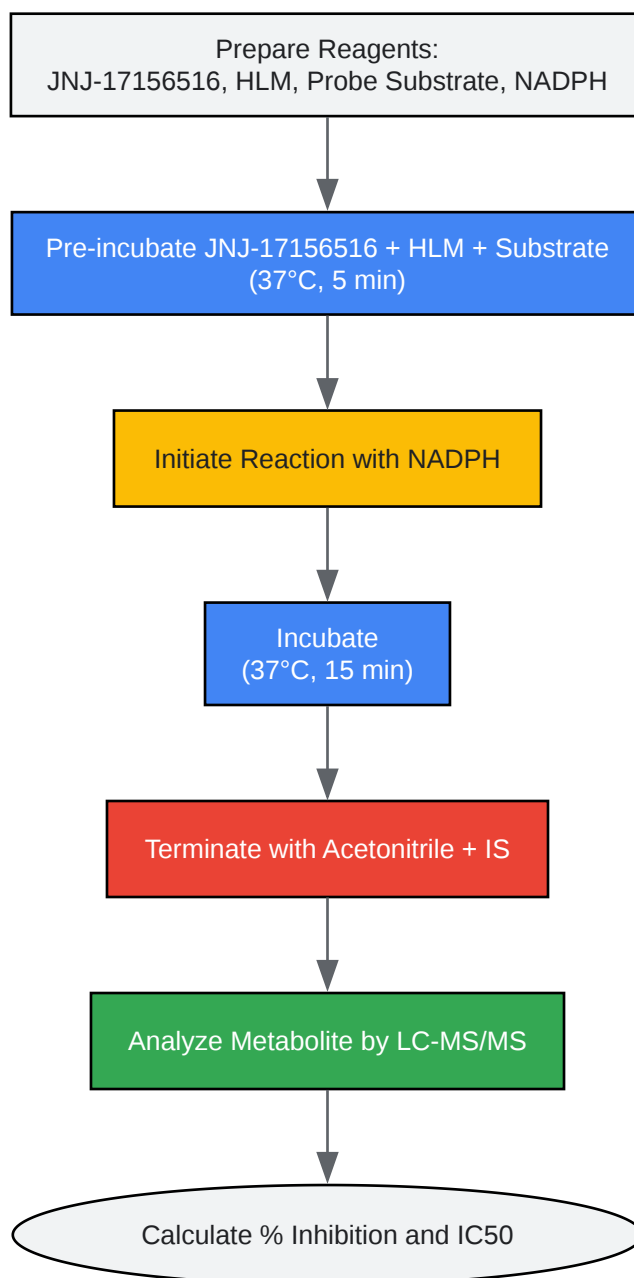 Prepare Reagents:
JNJ-17156516, HLM, Probe Substrate, NADPH
Pre-incubate JNJ-17156516 + HLM + Substrate
(37°C, 5 min)
Initiate Reaction with NADPH
Incubate
(37°C, 15 min)
Terminate with Acetonitrile + IS
Analyze Metabolite by LC-MS/MS
Calculate % Inhibition and IC50